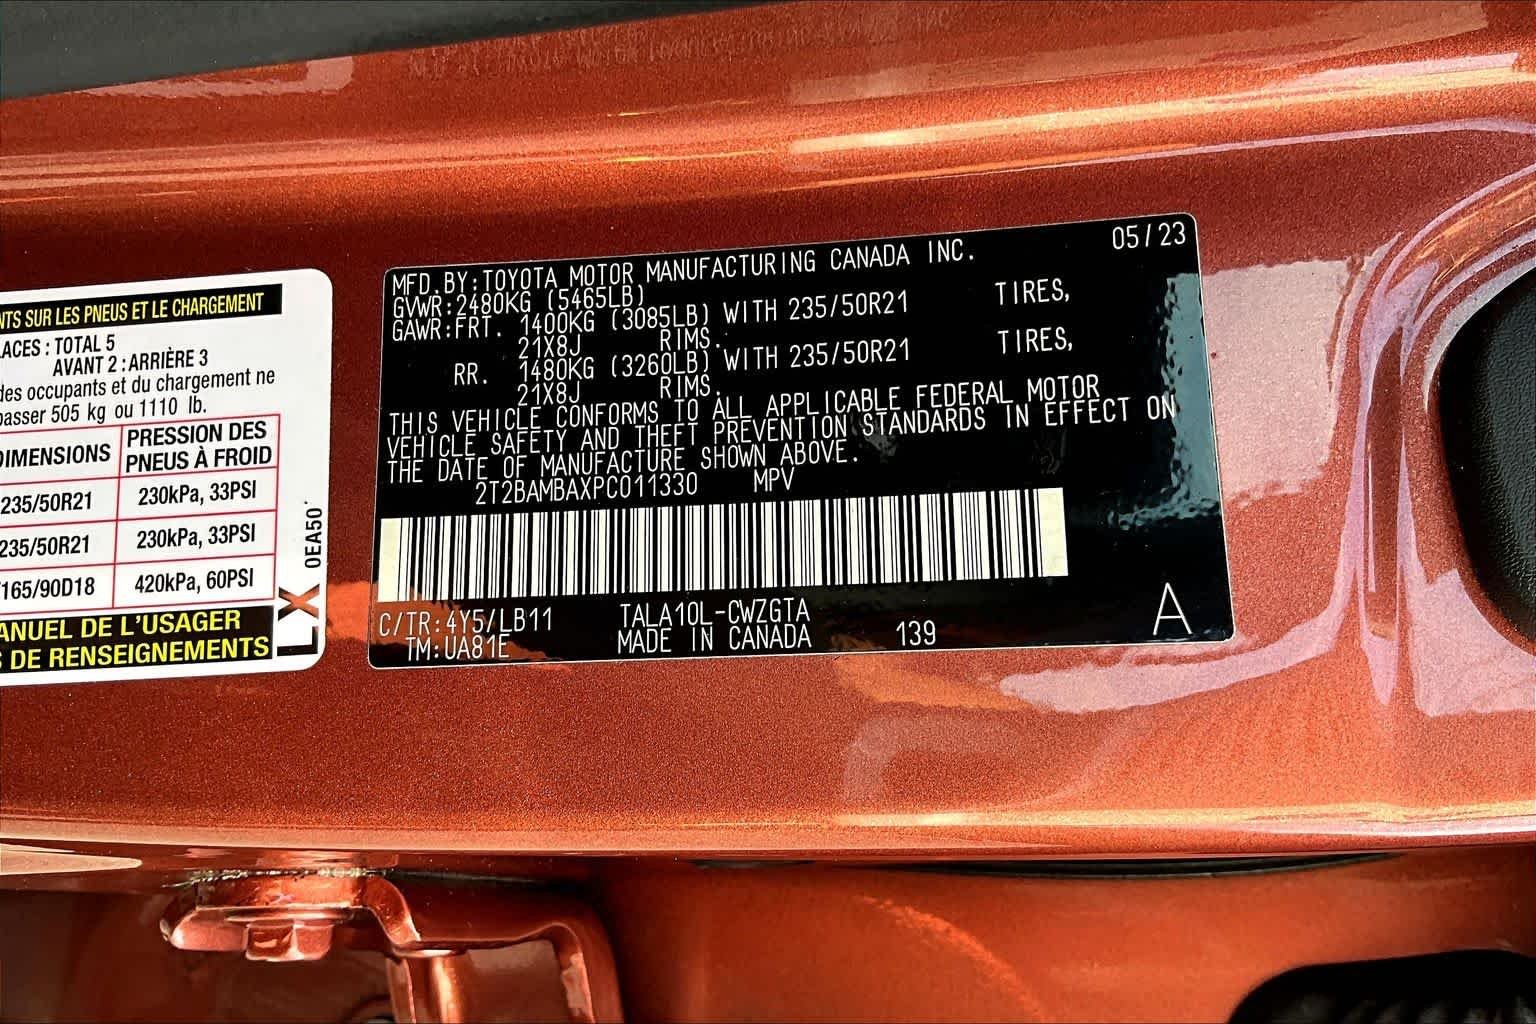 NTS SUR LES PNEUS ET LE CHARGEMENT
LACES : TOTAL 5
AVANT 2 : ARRIÈRE 3
des occupants et du chargement ne
passer 505 kg ou 1110 lb.
DIMENSIONS PRESSION DES PNEUS À FROID
235/50R21 230kPa, 33PSI
235/50R21 230kPa, 33PSI
165/90D18 420kPa, 60PSI
ANUEL DE L'USAGER
S DE RENSEIGNEMENTS
LX 0EA50
MFD. BY: TOYOTA MOTOR MANUFACTURING CANADA INC. 05/23
GVWR: 2480KG (5465LB)
GAWR: FRT. 1400KG (3085LB) WITH 235/50R21 TIRES,
21X8J RIMS.
RR. 1480KG (3260LB) WITH 235/50R21 TIRES,
21X8J RIMS.
THIS VEHICLE CONFORMS TO ALL APPLICABLE FEDERAL MOTOR
VEHICLE SAFETY AND THEFT PREVENTION STANDARDS IN EFFECT ON
THE DATE OF MANUFACTURE SHOWN ABOVE.
2T2BAMBAXPC011330 MPV
C/TR: 4Y5/LB11 TALA10L-CWZGTA
TM: UA81E MADE IN CANADA 139 A